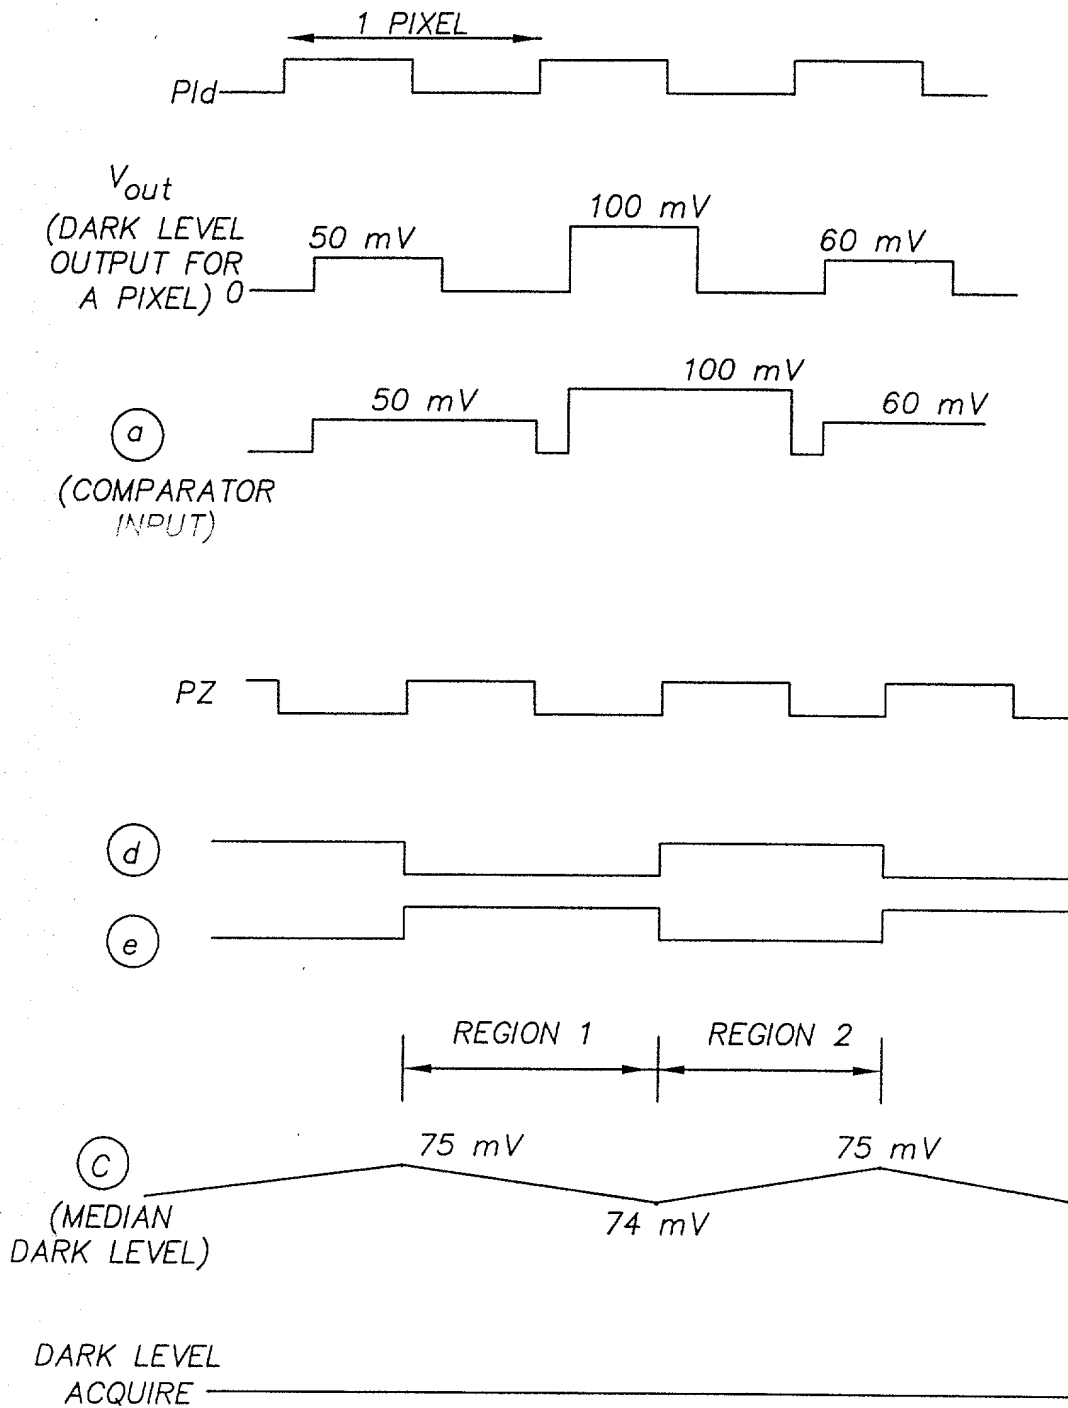 1 PIXEL
PId
Vout
(DARK LEVEL
OUTPUT FOR
A PIXEL) 0
50 mV
100 mV
60 mV
a
50 mV
100 mV
60 mV
(COMPARATOR
INPUT)
PZ
d
e
REGION 1
REGION 2
C
75 mV
74 mV
75 mV
(MEDIAN
DARK LEVEL)
DARK LEVEL
ACQUIRE